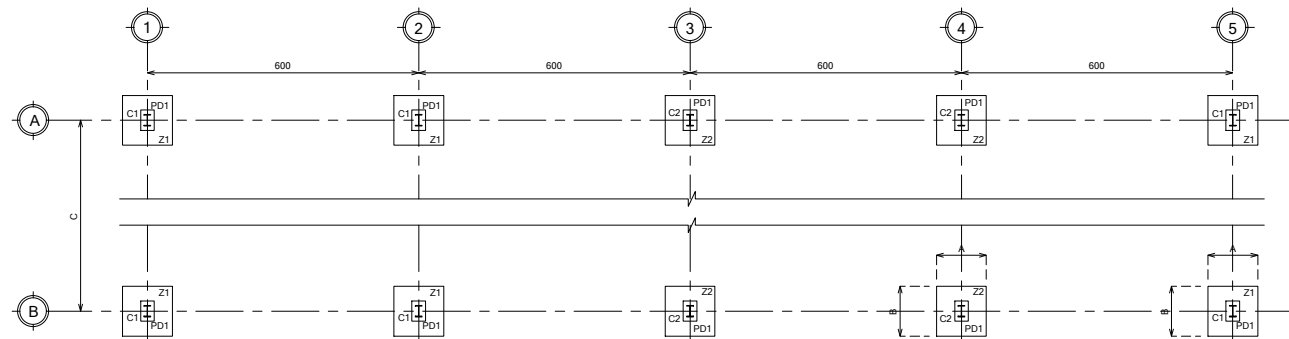 1 2 3 4 5
600 600 600 600
A
C1 PD1 Z1
C1 PD1 Z1
C2 PD1 Z2
C2 PD1 Z2
C1 PD1 Z1
C
A A
B
Z1 C1 PD1
Z1 C1 PD1
Z2 C2 PD1
B
Z2 C2 PD1
B
Z1 C1 PD1